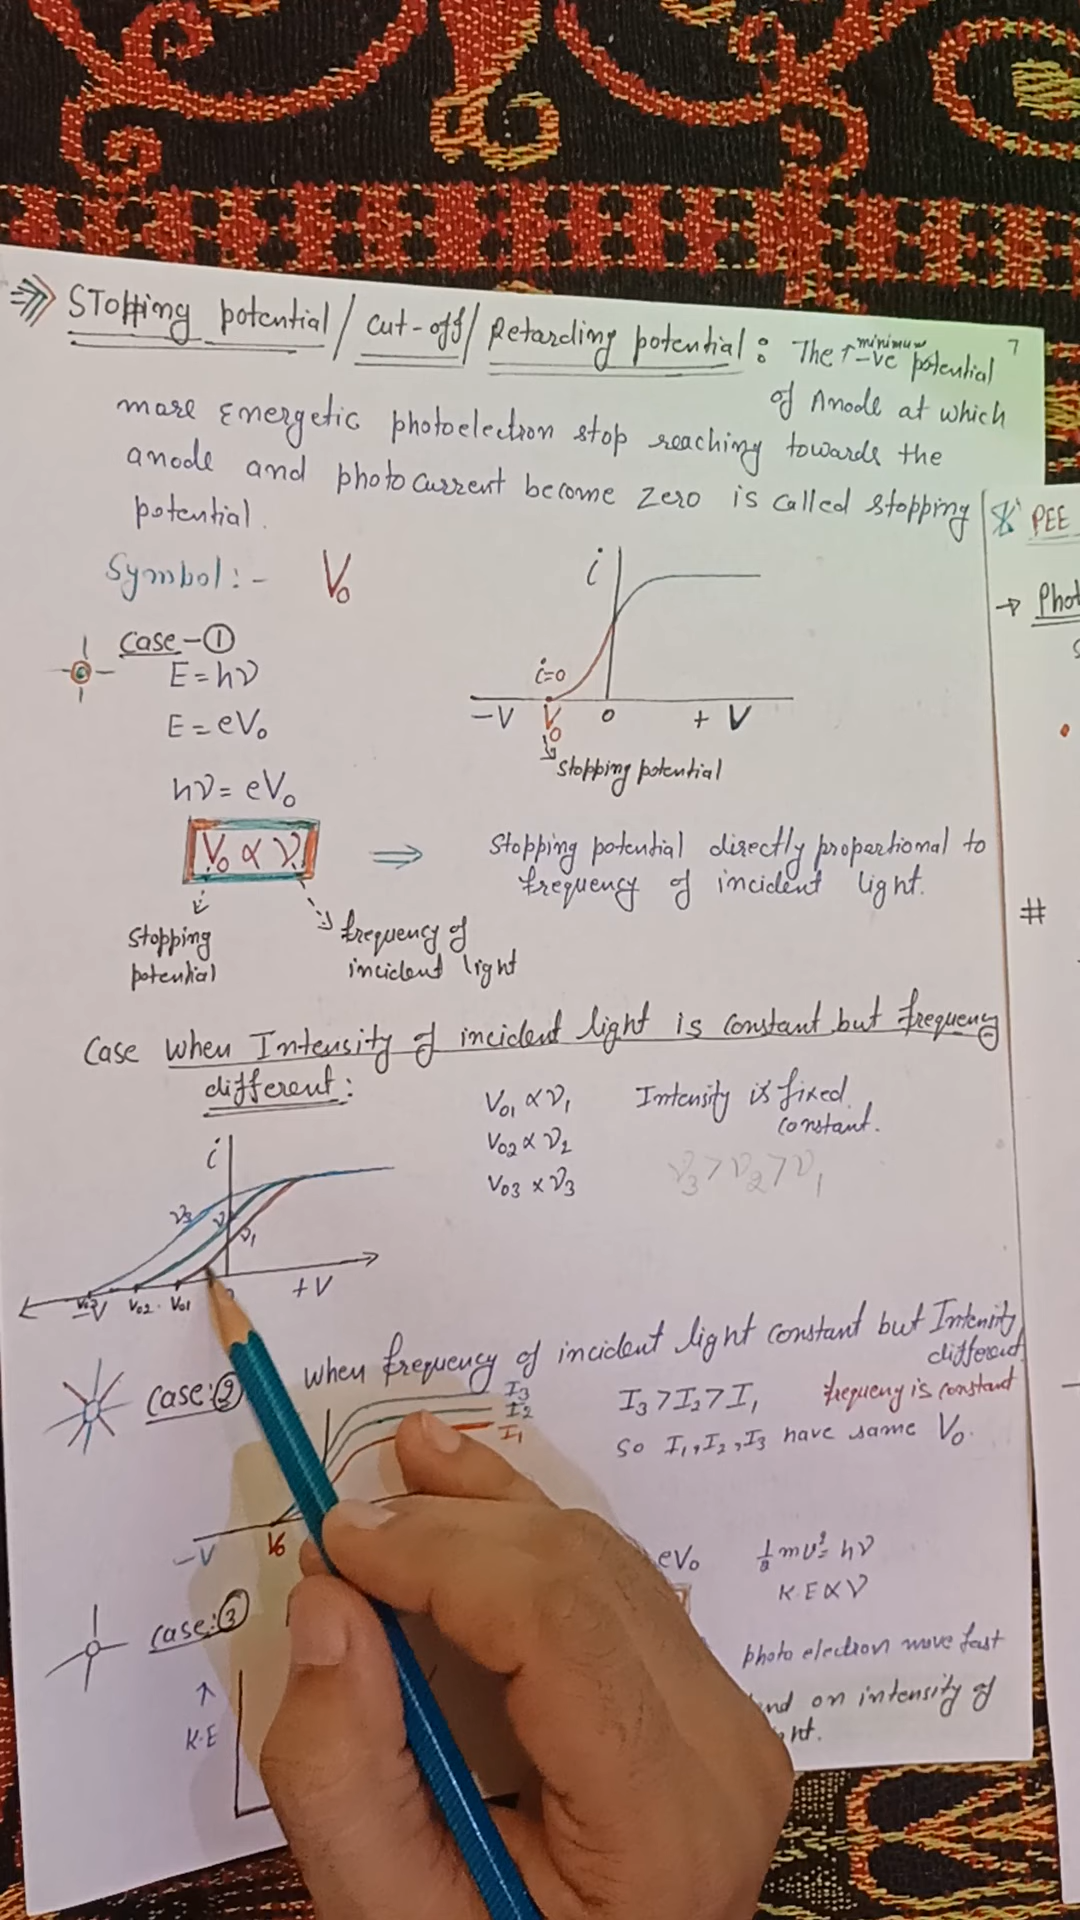 Stopping potential / cut-off / Retarding potential : The minimum -ve potential 7
of Anode at which
more Energetic photoelectron stop reaching towards the
anode and photocurrent become zero is called stopping
potential.
Symbol :- V₀
Case-①
E = hν
E = eV₀
hν = eV₀
V₀ ∝ ν
stopping potential
frequency of
incident light
i
i=0
-V V₀ 0 + V
stopping potential
⇒ Stopping potential directly proportional to
frequency of incident light.
Case when Intensity of incident light is constant but frequency
different :
V₀₁ ∝ ν₁ Intensity is fixed
constant.
V₀₂ ∝ ν₂
V₀₃ ∝ ν₃ ν₃ > ν₂ > ν₁
i
ν₃ ν₁
V₀₃ V₀₂ V₀₁
-V +V
Case:② when frequency of incident light constant but Intensity
different
I₃
I₂
I₁
I₃ > I₂ > I₁ frequeny is constant
so I₁, I₂, I₃ have same V₀.
-V V₀
Case:③
K.E
eV₀ ½ mv² = hν
K.E ∝ ν
photo electron move fast
on intensity of
* PEE
→
#